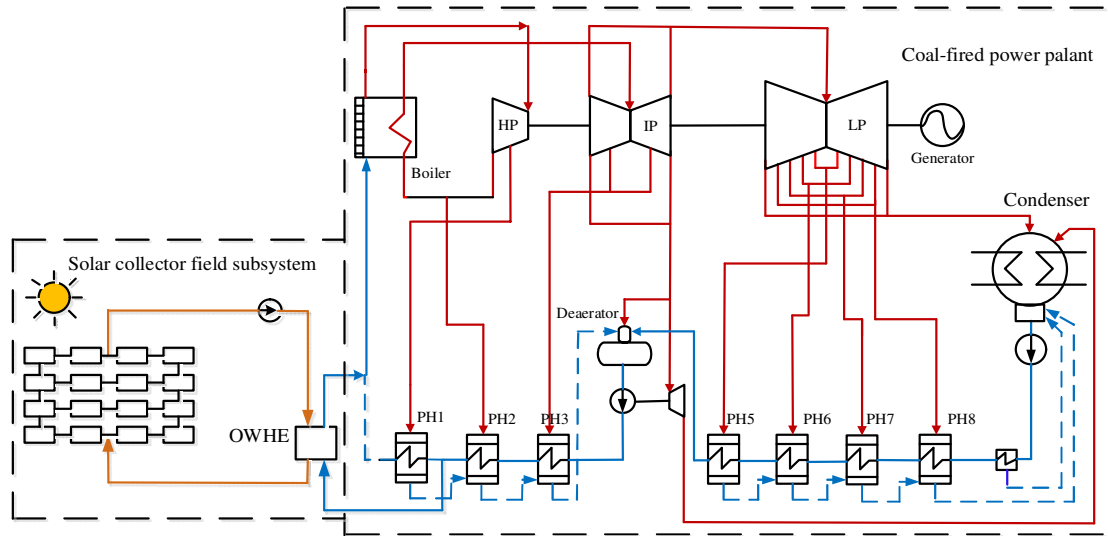 Coal-fired power palant
HP
IP
LP
Boiler
Generator
Condenser
Solar collector field subsystem
Deaerator
OWHE
PH1
PH2
PH3
PH5
PH6
PH7
PH8